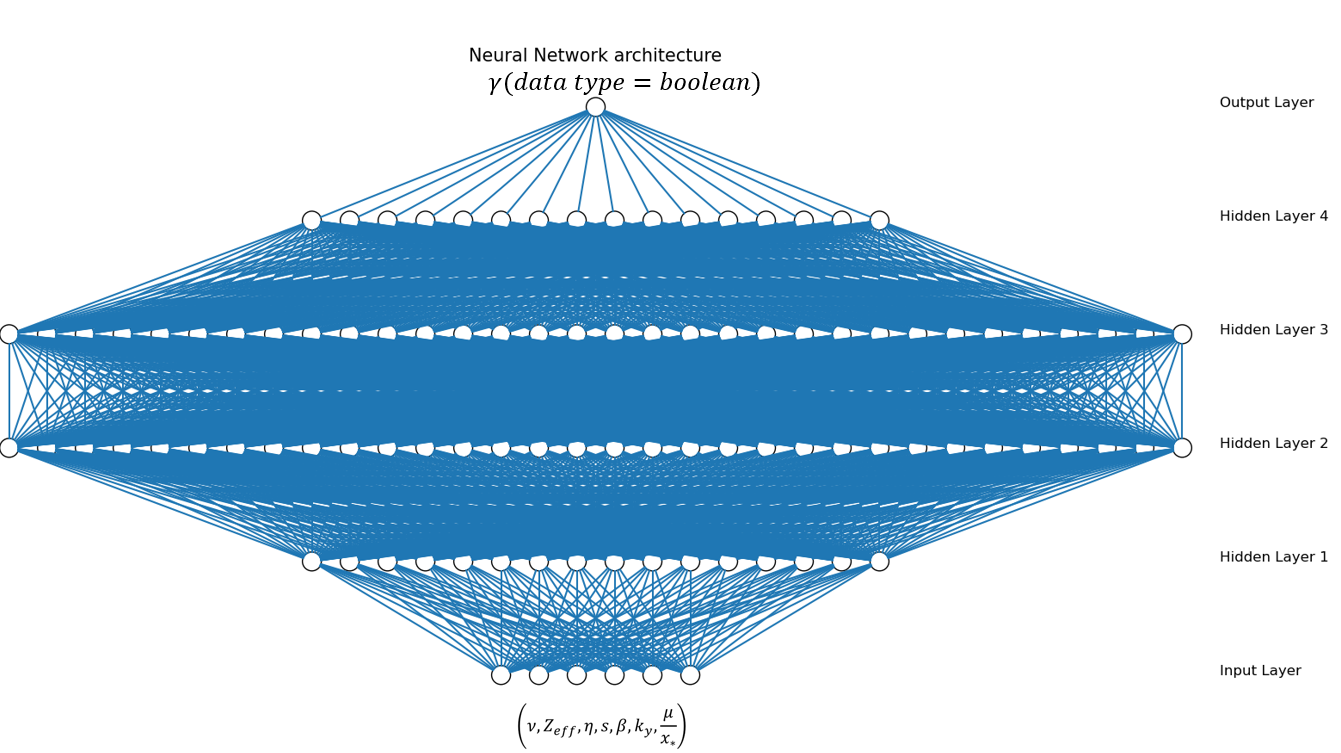 Neural Network architecture
γ(data type = boolean)
Output Layer
Hidden Layer 4
Hidden Layer 3
Hidden Layer 2
Hidden Layer 1
Input Layer
(ν, Z_eff, η, s, β, k_y, μ/x_*)